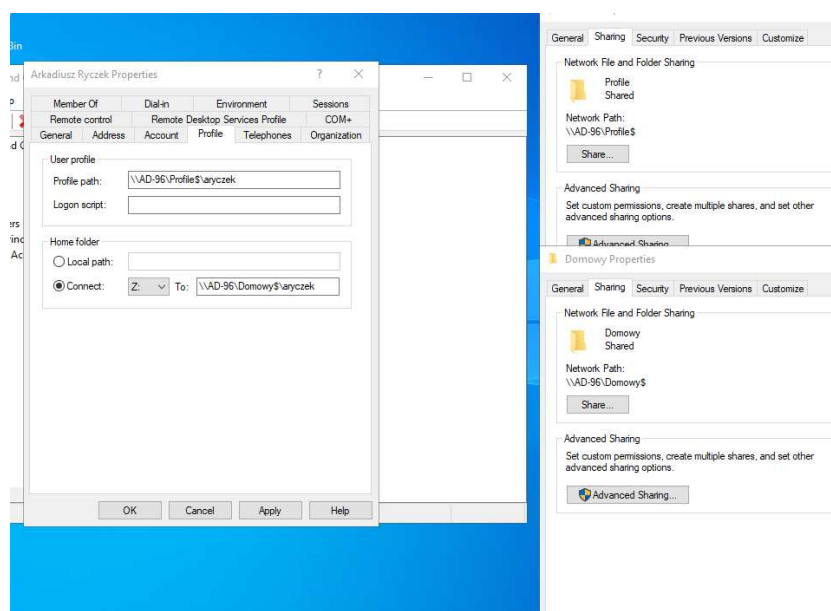 Bin
Arkadiusz Ryczek Properties
Member Of Dial-in Environment Sessions
Remote control Remote Desktop Services Profile COM+
General Address Account Profile Telephones Organization
User profile
Profile path: \\AD-96\Profile$\aryczek
Logon script:
Home folder
Local path:
Connect: Z: To: \\AD-96\Domowy$\aryczek
OK Cancel Apply Help
General Sharing Security Previous Versions Customize
Network File and Folder Sharing
Profile
Shared
Network Path:
\\AD-96\Profile$
Share...
Advanced Sharing
Set custom permissions, create multiple shares, and set other
advanced sharing options.
Advanced Sharing
Domowy Properties
General Sharing Security Previous Versions Customize
Network File and Folder Sharing
Domowy
Shared
Network Path:
\\AD-96\Domowy$
Share...
Advanced Sharing
Set custom permissions, create multiple shares, and set other
advanced sharing options.
Advanced Sharing...